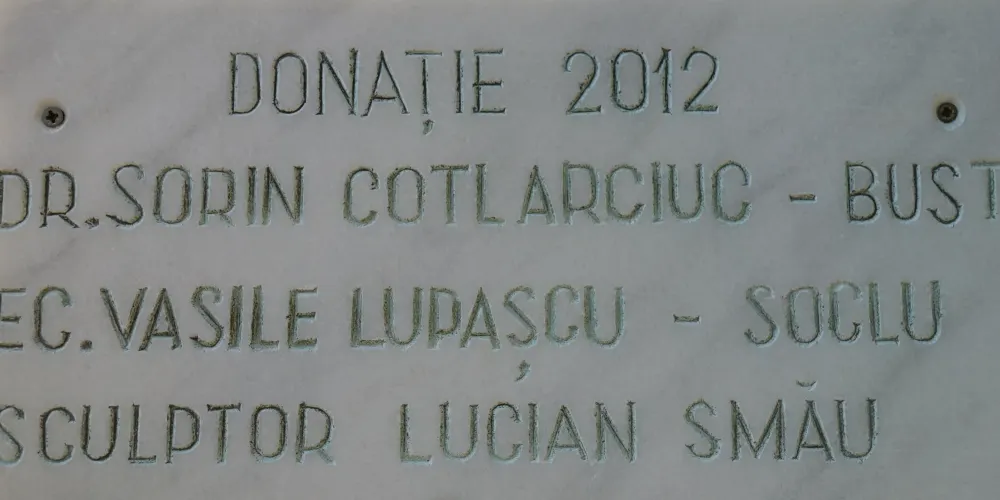 DONAȚIE 2012
DR. SORIN COTLARCIUC - BUST
EC. VASILE LUPAȘCU - SOCLU
SCULPTOR LUCIAN SMĂU